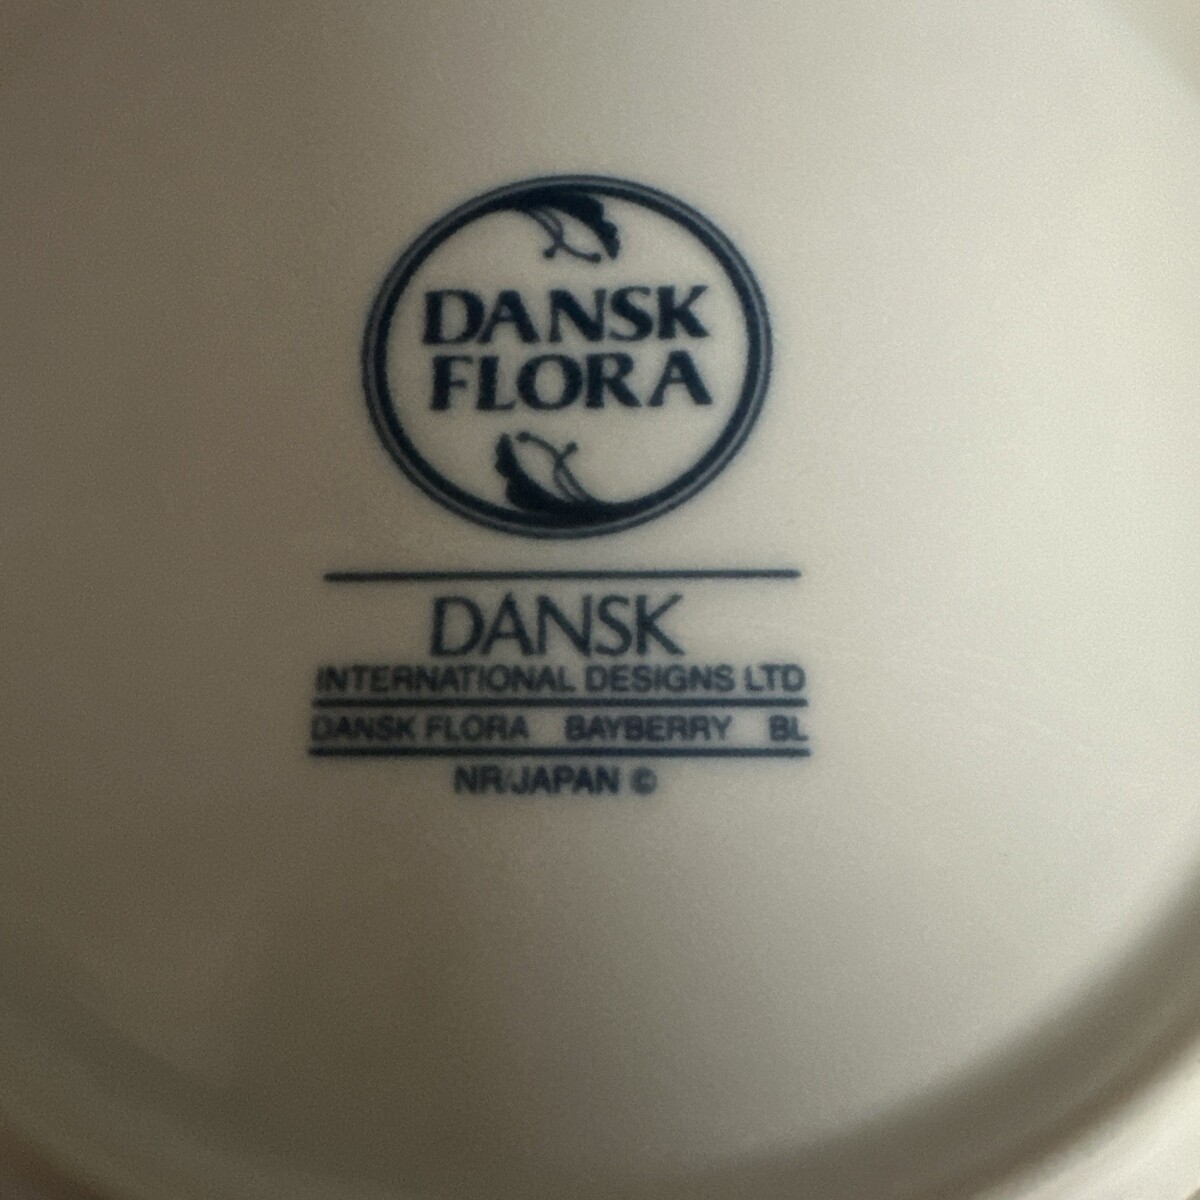 DANSK
FLORA
DANSK
INTERNATIONAL DESIGNS LTD
DANSK FLORA BAYBERRY BL
NR/JAPAN ©